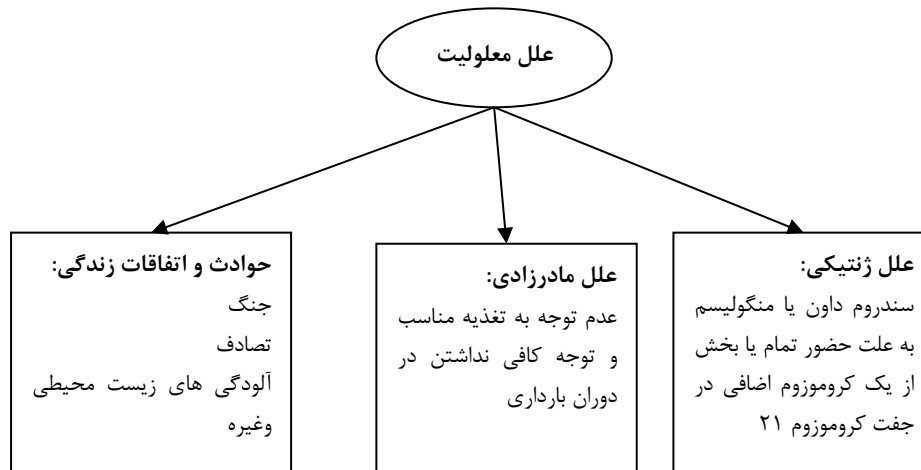 علل معلولیت
علل ژنتیکی:
سندروم داون یا منگولیسم
به علت حضور تمام یا بخش
از یک کروموزوم اضافی در
جفت کروموزوم ۲۱
علل مادرزادی:
عدم توجه به تغذیه مناسب
و توجه کافی نداشتن در
دوران بارداری
حوادث و اتفاقات زندگی:
جنگ
تصادف
آلودگی های زیست محیطی
وغیره